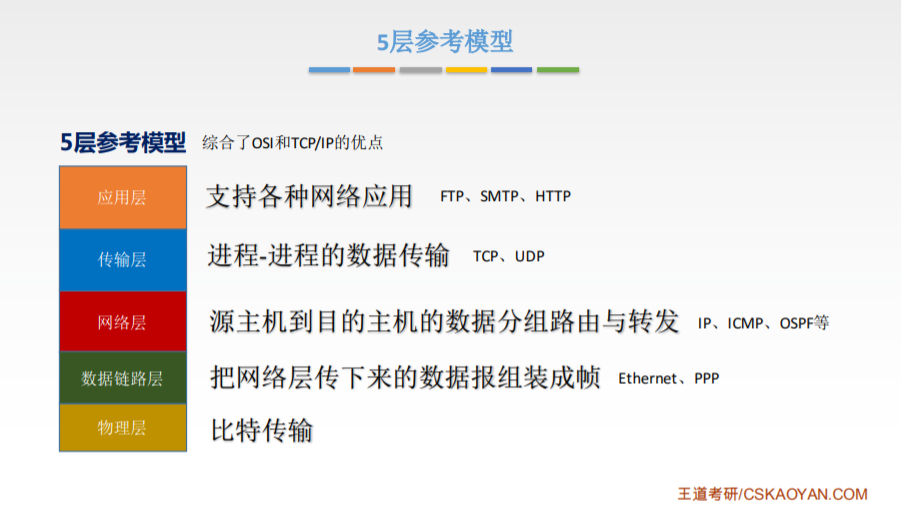 5层参考模型
5层参考模型 综合了OSI和TCP/IP的优点
应用层 支持各种网络应用 FTP、SMTP、HTTP
传输层 进程-进程的数据传输 TCP、UDP
网络层 源主机到目的主机的数据分组路由与转发 IP、ICMP、OSPF等
数据链路层 把网络层传下来的数据报组装成帧 Ethernet、PPP
物理层 比特传输
王道考研/CSKAOYAN.COM